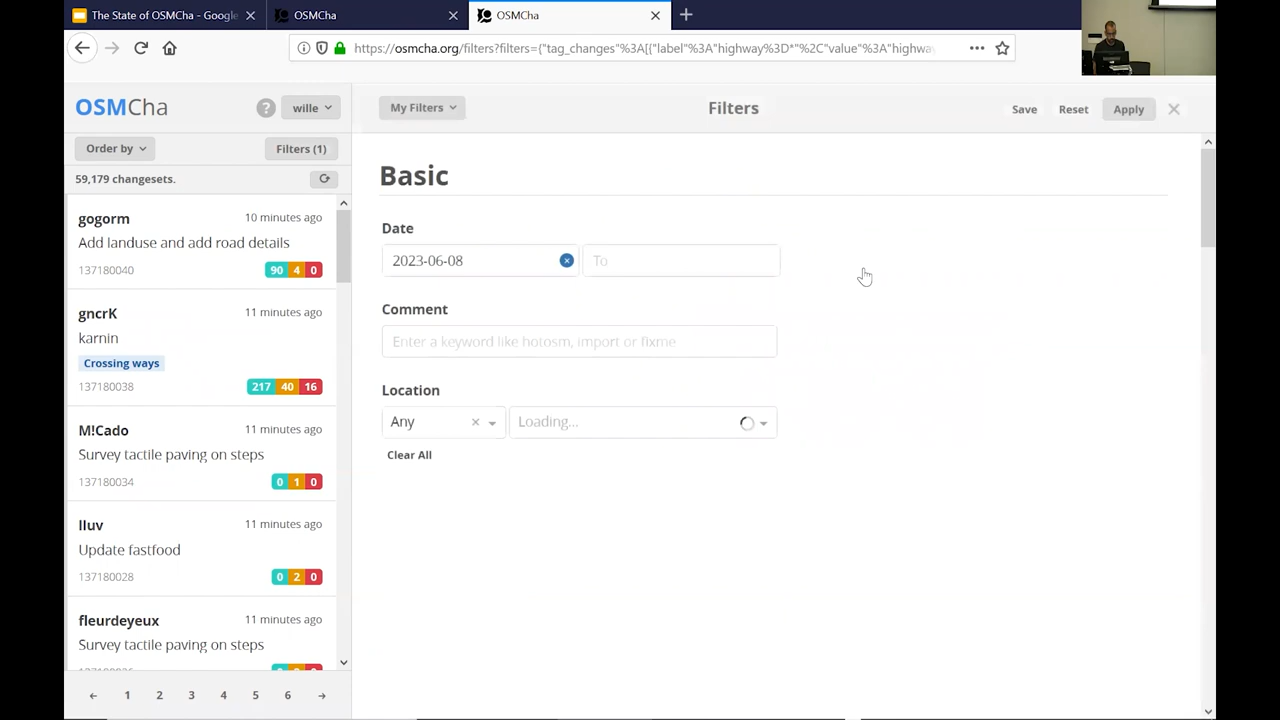 The State of OSMCha - Google
OSMCha
OSMCha
https://osmcha.org/filters?filters={"tag_changes"%3A[{"label"%3A"highway%3D*"%2C"value"%3A"highwa
OSMCha
? wille
Order by
Filters (1)
59,179 changesets.
gogorm 10 minutes ago
Add landuse and add road details
137180040 90 4 0
gncrK 11 minutes ago
karnin
Crossing ways
137180038 217 40 16
M!Cado 11 minutes ago
Survey tactile paving on steps
137180034 0 1 0
lluv 11 minutes ago
Update fastfood
137180028 0 2 0
fleurdeyeux 11 minutes ago
Survey tactile paving on steps
1 2 3 4 5 6
My Filters
Filters
Save Reset Apply
Basic
Date
2023-06-08 To
Comment
Enter a keyword like hotosm, import or fixme
Location
Any Loading...
Clear All